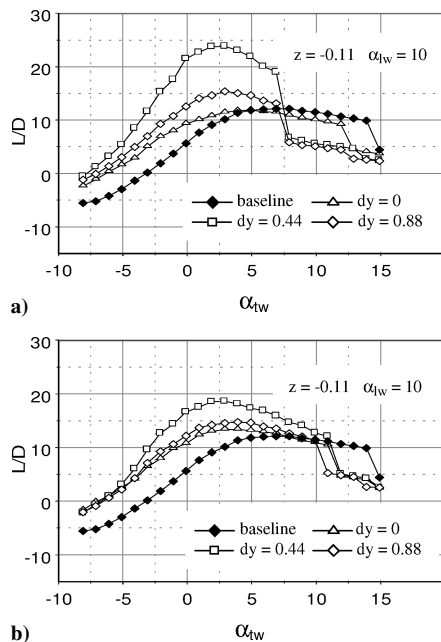 30
20
10
0
-10
L/D
z = -0.11 α_lw = 10
baseline dy = 0
dy = 0.44 dy = 0.88
-10 -5 0 5 10 15
a) α_tw
30
20
10
0
-10
L/D
z = -0.11 α_lw = 10
baseline dy = 0
dy = 0.44 dy = 0.88
-10 -5 0 5 10 15
b) α_tw